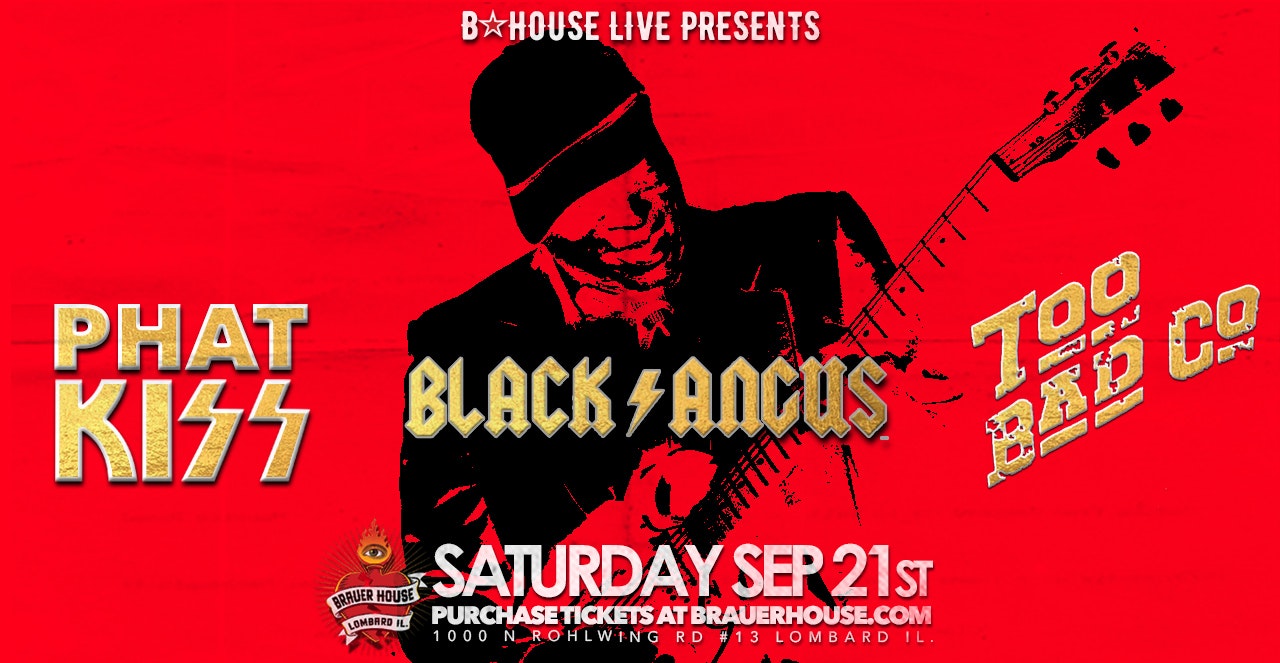 B☆HOUSE LIVE PRESENTS
PHAT
KISS
BLACK⚡ANGUS
TOO
BAD CO
BRAUER HOUSE
LOMBARD IL.
SATURDAY SEP 21ST
PURCHASE TICKETS AT BRAUERHOUSE.COM
1000 N ROHLWING RD #13 LOMBARD IL.